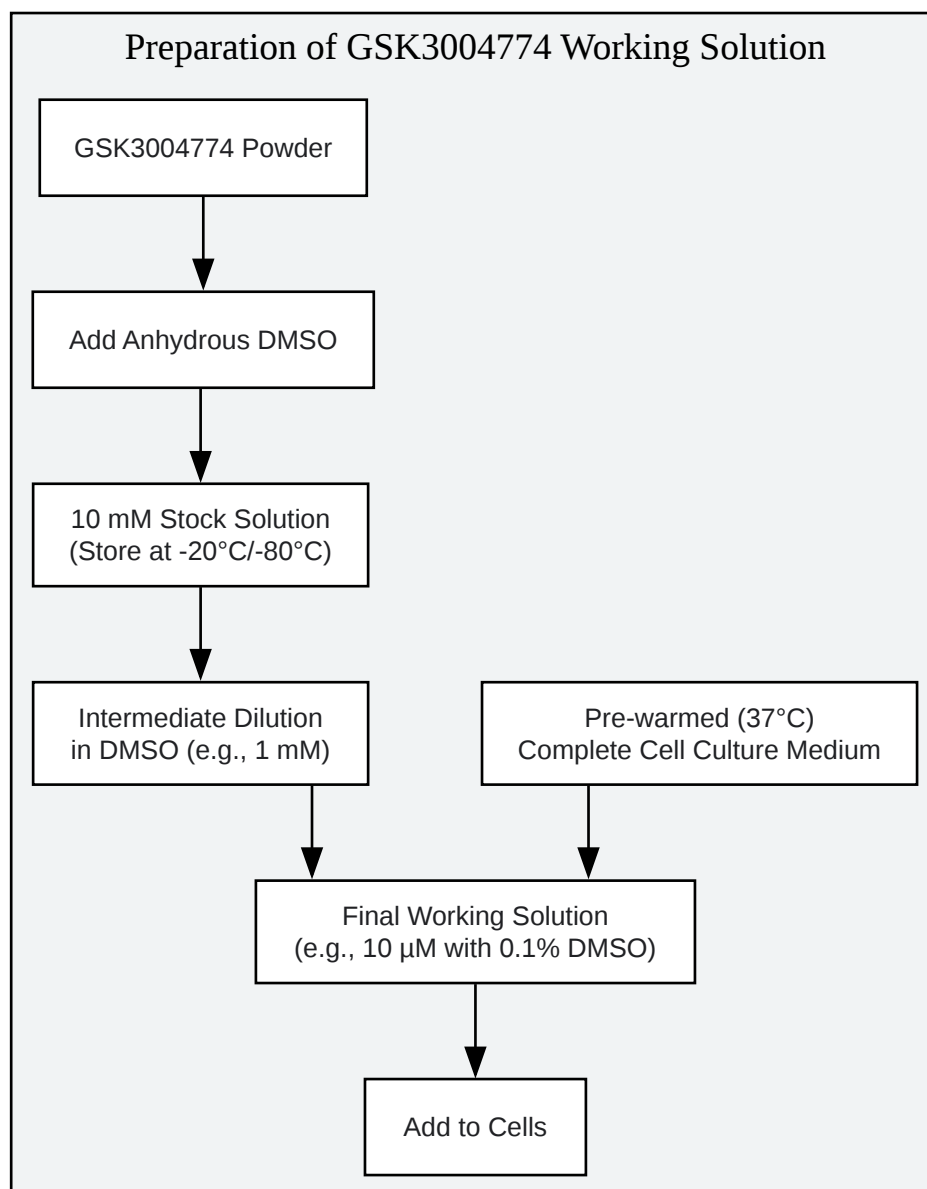 Preparation of GSK3004774 Working Solution
GSK3004774 Powder
Add Anhydrous DMSO
10 mM Stock Solution
(Store at -20°C/-80°C)
Intermediate Dilution
in DMSO (e.g., 1 mM)
Pre-warmed (37°C)
Complete Cell Culture Medium
Final Working Solution
(e.g., 10 µM with 0.1% DMSO)
Add to Cells